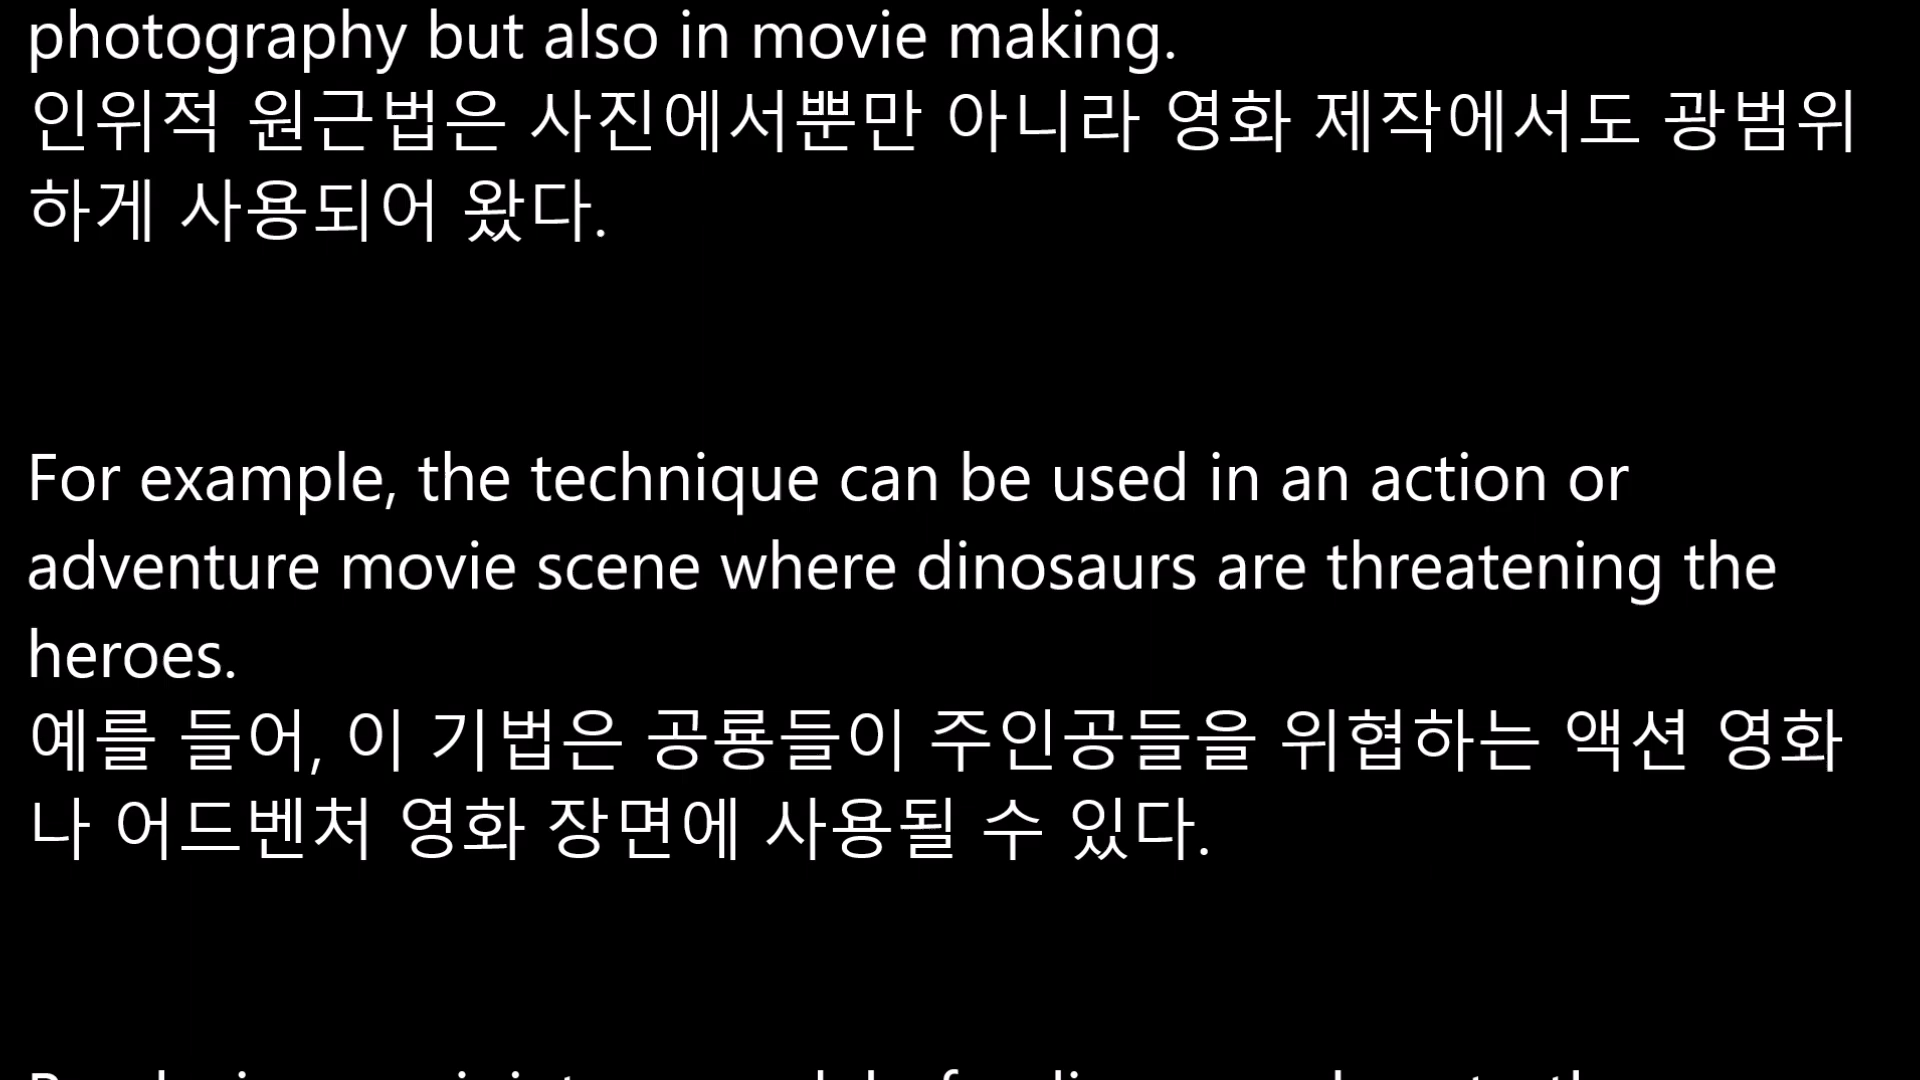 photography but also in movie making.
인위적 원근법은 사진에서뿐만 아니라 영화 제작에서도 광범위
하게 사용되어 왔다.
For example, the technique can be used in an action or
adventure movie scene where dinosaurs are threatening the
heroes.
예를 들어, 이 기법은 공룡들이 주인공들을 위협하는 액션 영화
나 어드벤처 영화 장면에 사용될 수 있다.